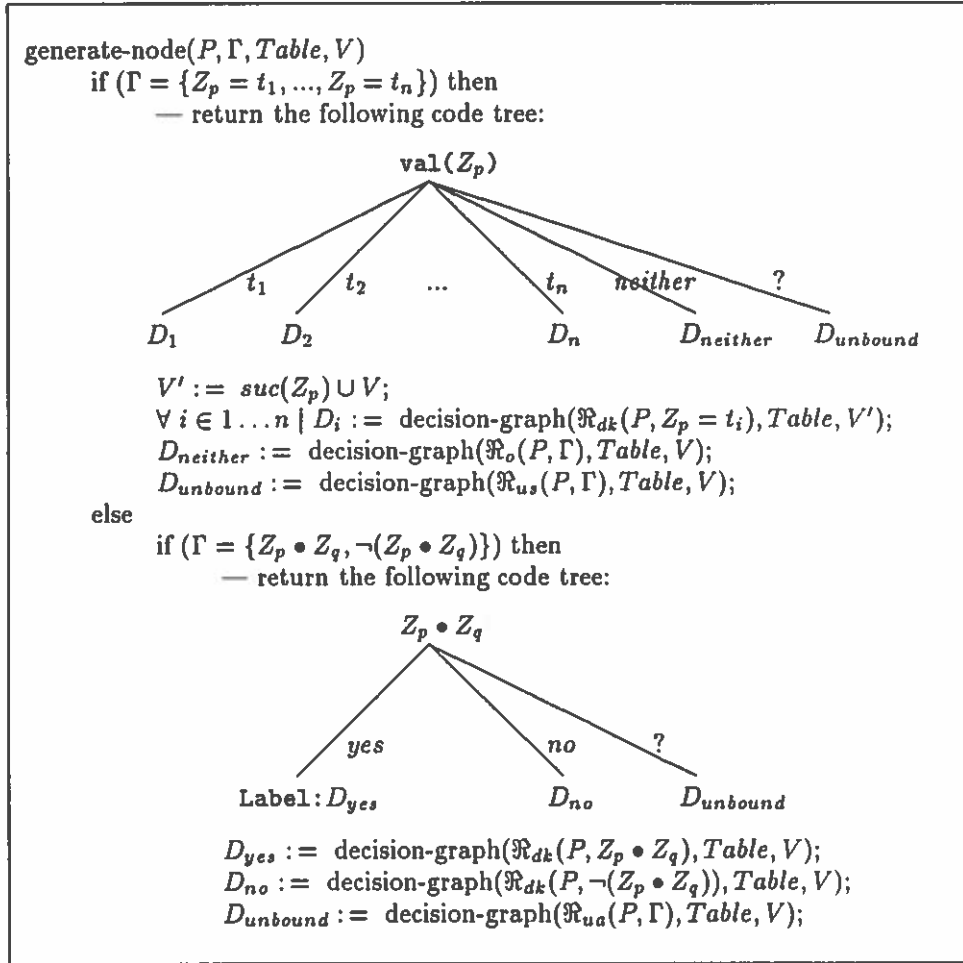 generate-node(P, Γ, Table, V)
if (Γ = {Z_p = t_1, ..., Z_p = t_n}) then
— return the following code tree:
val(Z_p)
t_1 t_2 ... t_n neither ?
D_1 D_2 D_n D_neither D_unbound
V' := suc(Z_p) ∪ V;
∀ i ∈ 1...n | D_i := decision-graph(ℜ_dk(P, Z_p = t_i), Table, V');
D_neither := decision-graph(ℜ_o(P, Γ), Table, V);
D_unbound := decision-graph(ℜ_us(P, Γ), Table, V);
else
if (Γ = {Z_p • Z_q, ¬(Z_p • Z_q)}) then
— return the following code tree:
Z_p • Z_q
yes no ?
Label:D_yes D_no D_unbound
D_yes := decision-graph(ℜ_dk(P, Z_p • Z_q), Table, V);
D_no := decision-graph(ℜ_dk(P, ¬(Z_p • Z_q)), Table, V);
D_unbound := decision-graph(ℜ_ua(P, Γ), Table, V);